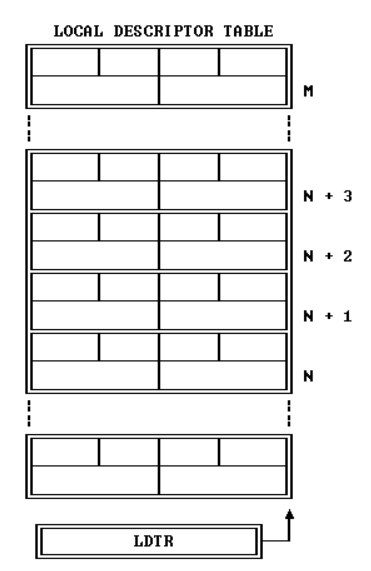 LOCAL DESCRIPTOR TABLE
M
N + 3
N + 2
N + 1
N
LDTR